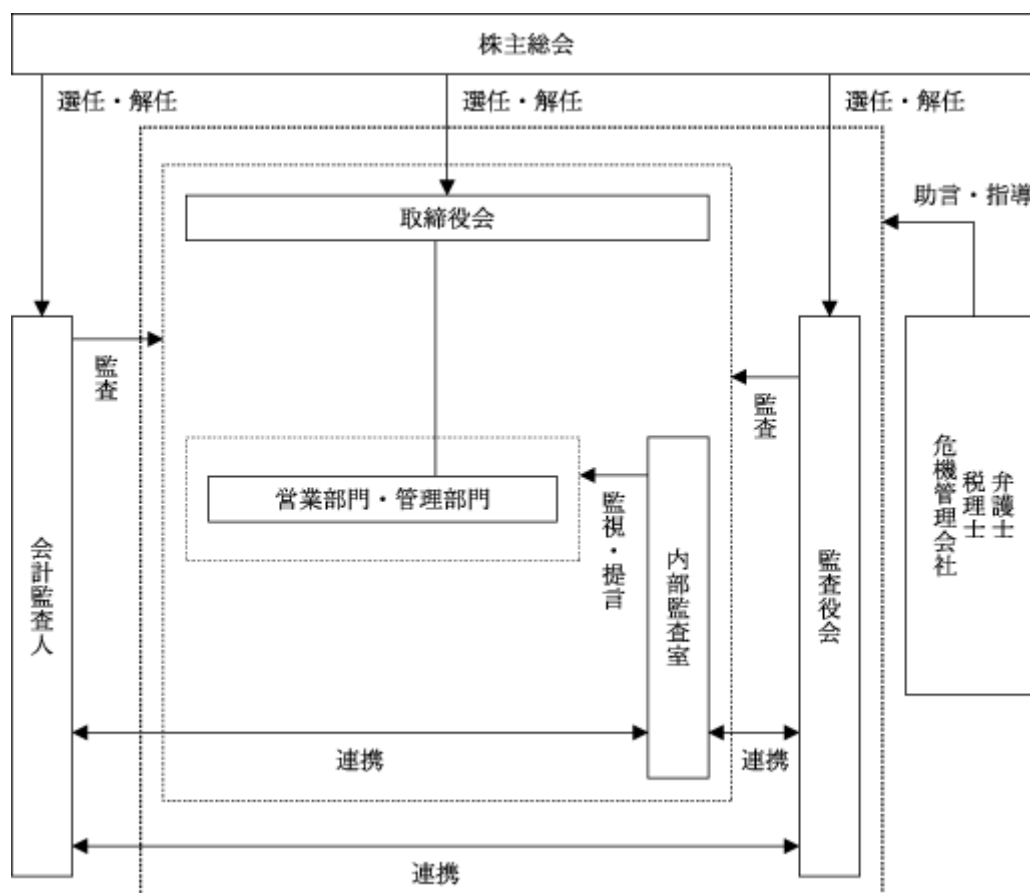 株主総会
選任・解任
選任・解任
選任・解任
助言・指導
取締役会
監査
監査
営業部門・管理部門
監視・提言
内部監査室
会計監査人
監査役会
弁護士
税理士
危機管理会社
連携
連携
連携